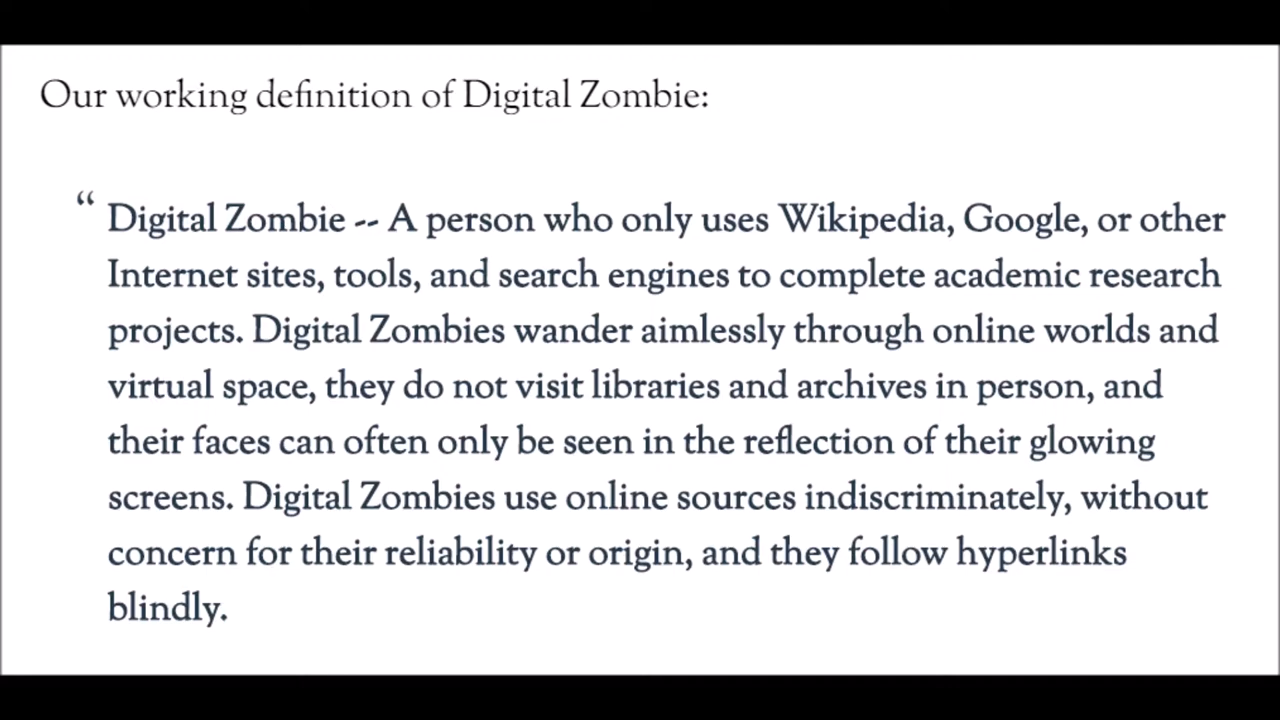 Our working definition of Digital Zombie:
“ Digital Zombie -- A person who only uses Wikipedia, Google, or other
Internet sites, tools, and search engines to complete academic research
projects. Digital Zombies wander aimlessly through online worlds and
virtual space, they do not visit libraries and archives in person, and
their faces can often only be seen in the reflection of their glowing
screens. Digital Zombies use online sources indiscriminately, without
concern for their reliability or origin, and they follow hyperlinks
blindly.